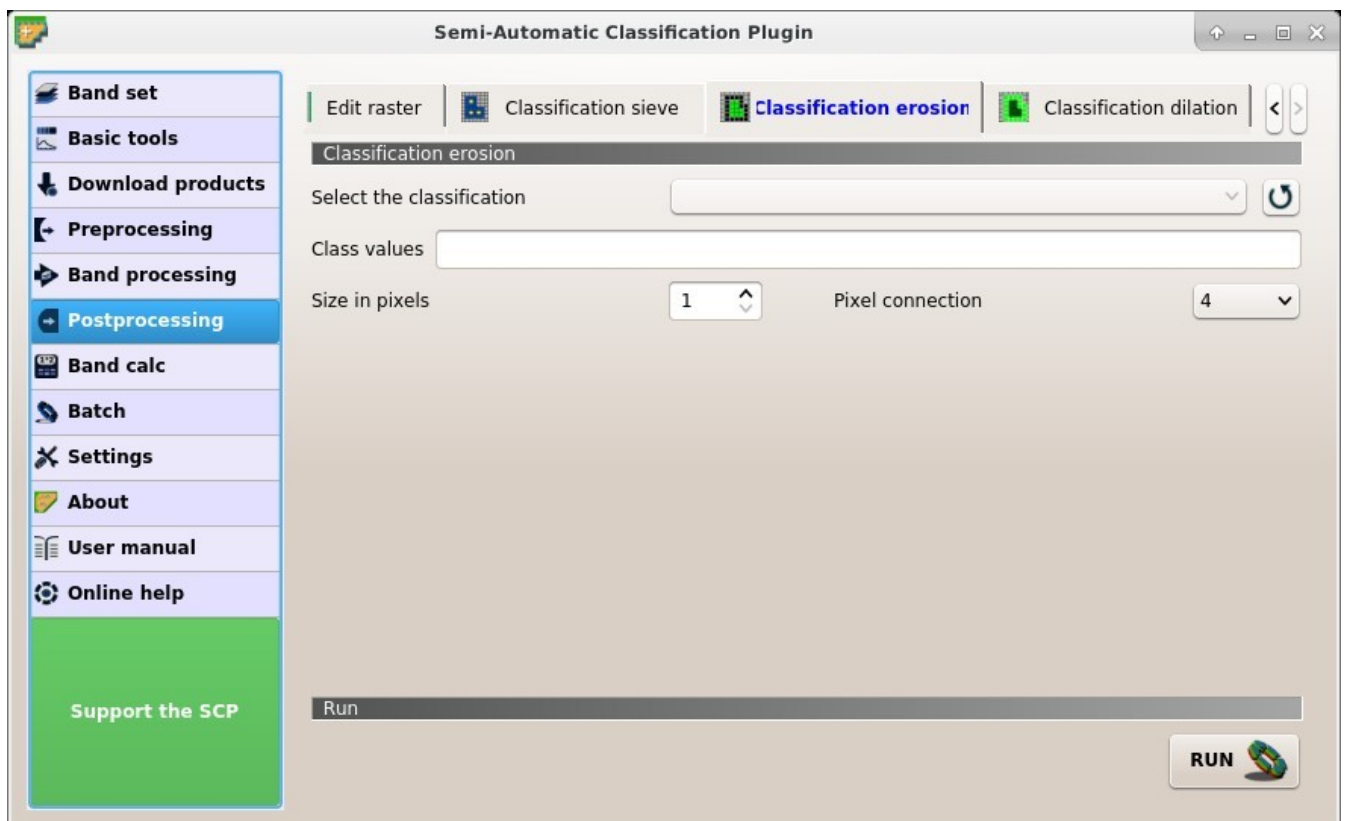 Semi-Automatic Classification Plugin
Band set
Basic tools
Download products
Preprocessing
Band processing
Postprocessing
Band calc
Batch
Settings
About
User manual
Online help
Support the SCP
Edit raster
Classification sieve
Classification erosion
Classification dilation
Classification erosion
Select the classification
Class values
Size in pixels 1 Pixel connection 4
Run
RUN